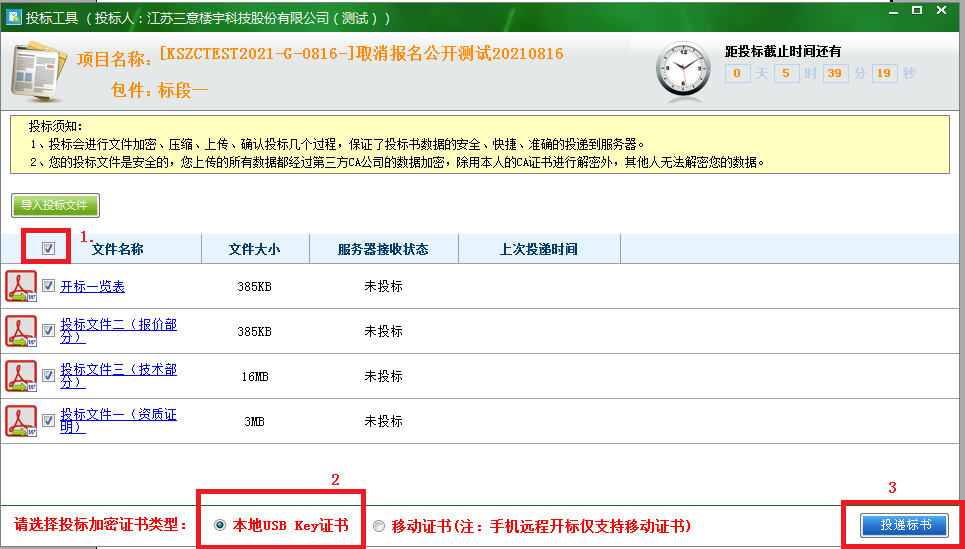 投标工具（投标人：江苏三意楼宇科技股份有限公司（测试））
项目名称：[KSZCTEST2021-G-0816-]取消报名公开测试20210816
包件：标段一
距投标截止时间还有
0 天 5 时 39 分 19 秒
投标须知：
1、投标会进行文件加密、压缩、上传、确认投标几个过程，保证了投标书数据的安全、快捷、准确的投递到服务器。
2、您的投标文件是安全的，您上传的所有数据都经过第三方CA公司的数据加密，除用本人的CA证书进行解密外，其他人无法解密您的数据。
导入投标文件
1.
文件名称 文件大小 服务器接收状态 上次投递时间
开标一览表 385KB 未投标
投标文件二（报价部
分） 385KB 未投标
投标文件三（技术部
分） 16MB 未投标
投标文件一（资质证
明） 3MB 未投标
2
3
请选择投标加密证书类型： 本地USB Key证书 移动证书(注：手机远程开标仅支持移动证书) 投递标书